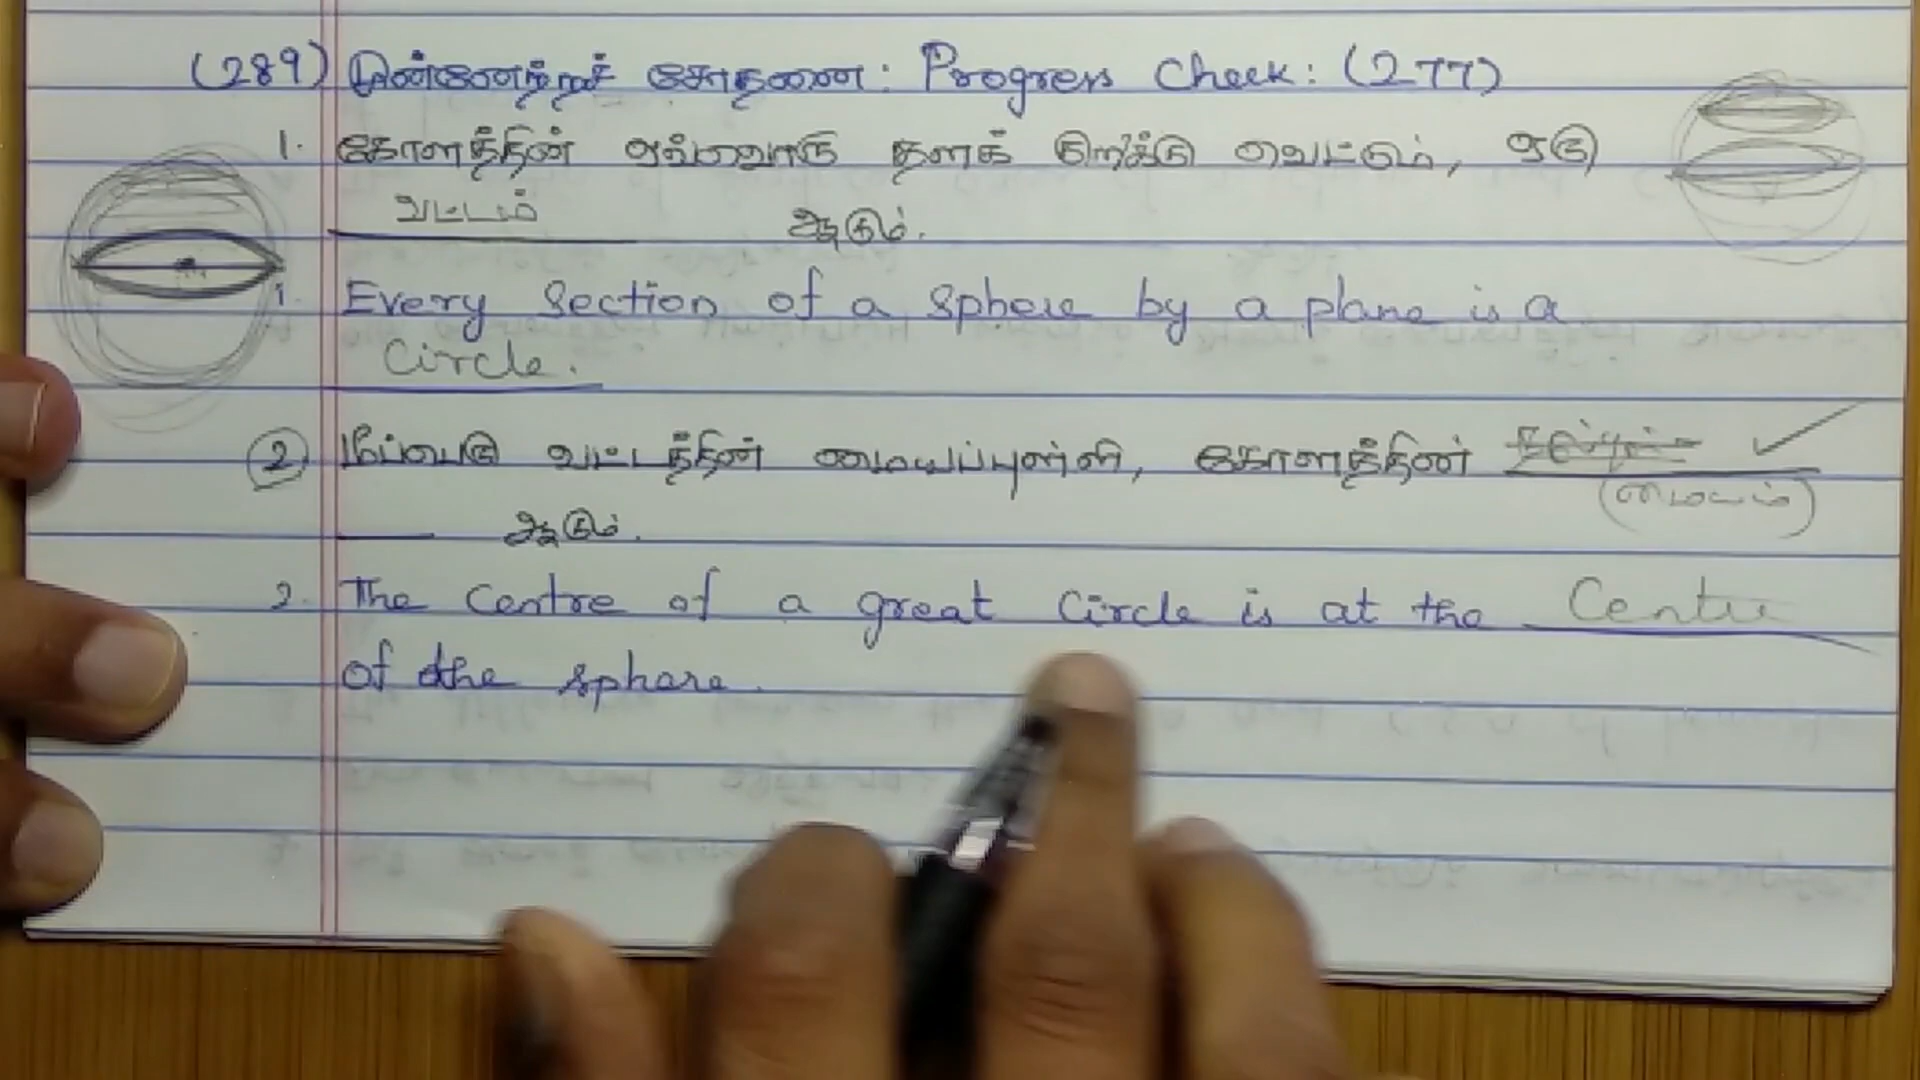 (289) முன்னேற்றச் சோதனை: Progress Check: (277)
1. கோளத்தின் ஒவ்வொரு தளக் குறுக்கு வெட்டும், ஒரு
வட்டம் ஆகும்.
1. Every section of a sphere by a plane is a
Circle.
2 மீப்பெரு வட்டத்தின் மையப்புள்ளி, கோளத்தின்
(மையம்)
ஆகும்.
2. The Centre of a great Circle is at the Centre
of the sphere.